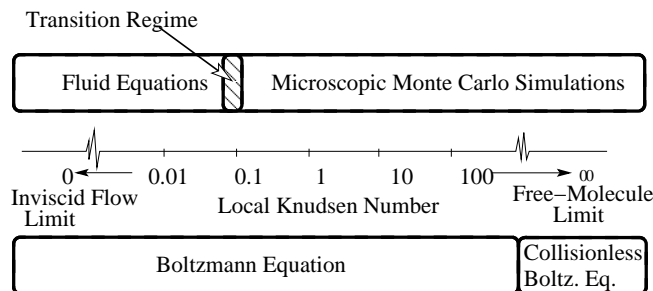 Transition Regime
Fluid Equations
Microscopic Monte Carlo Simulations
0 0.01 0.1 1 10 100 ∞
Inviscid Flow
Limit
Local Knudsen Number
Free–Molecule
Limit
Boltzmann Equation
Collisionless
Boltz. Eq.